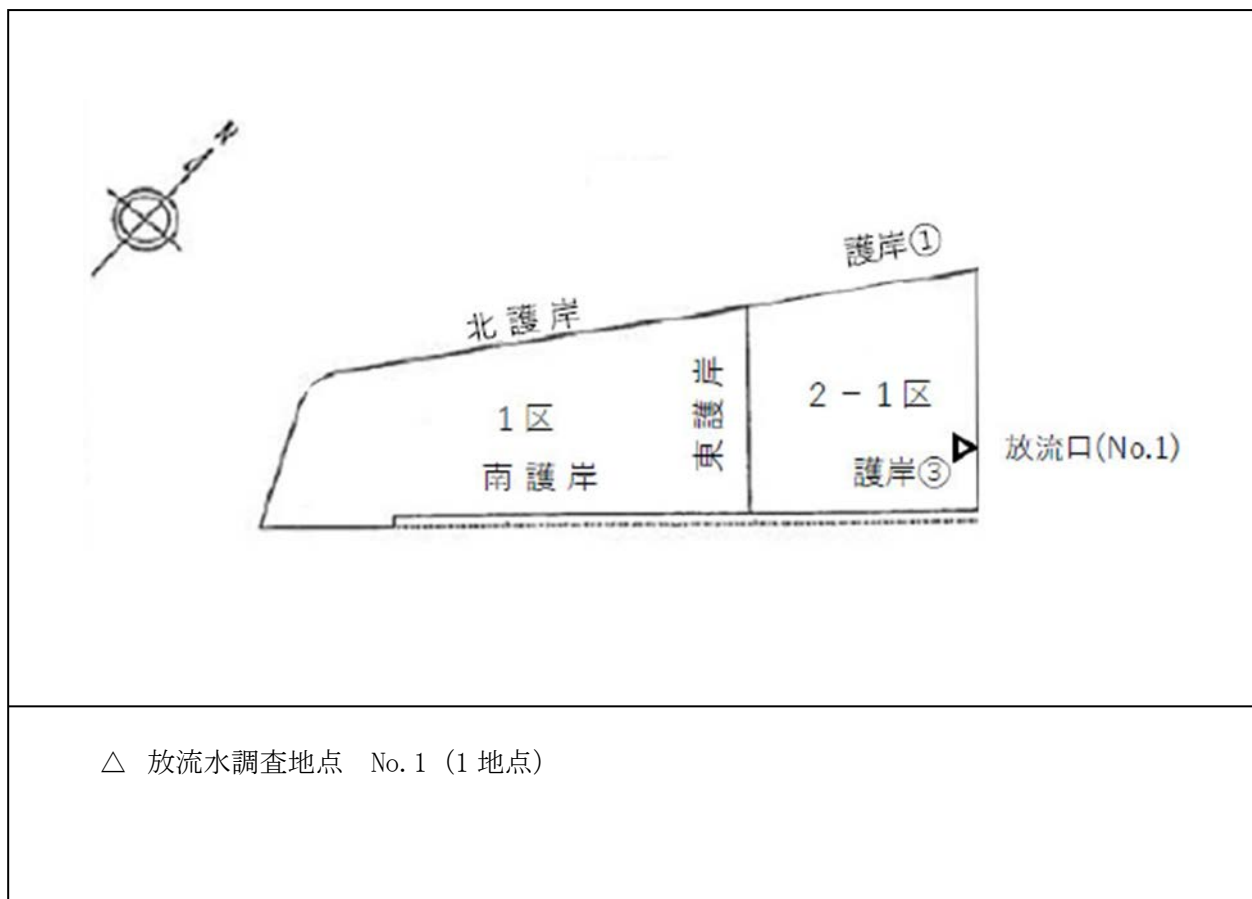 N
護岸①
北護岸
東護岸
1区
2-1区
南護岸
護岸③
放流口(No.1)
△ 放流水調査地点 No.1 (1地点)